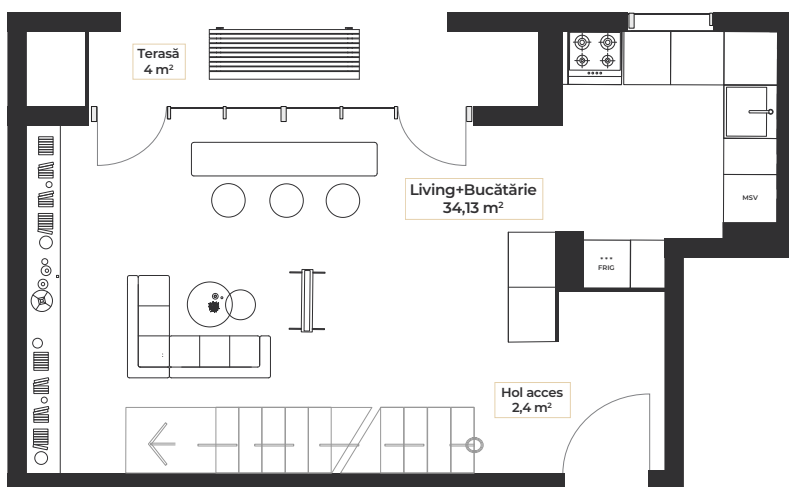 Terasă
4 m²
Living+Bucătărie
34,13 m²
MSV
FRIG
Hol acces
2,4 m²